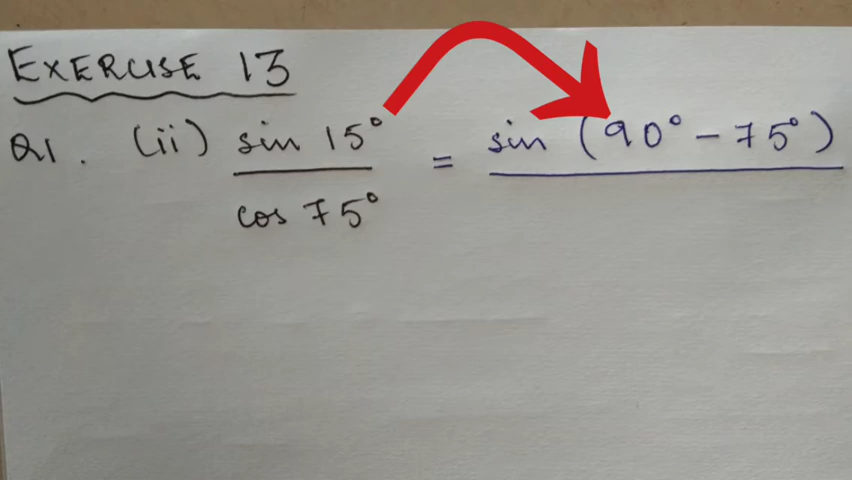 EXERCISE 13
Q1. (ii) sin 15° = sin (90° - 75°)
cos 75°